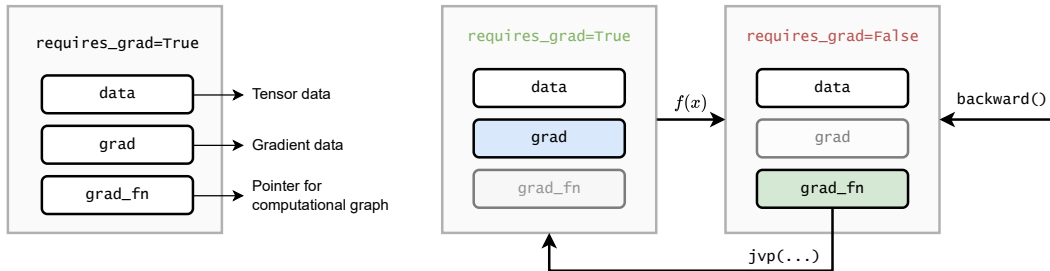 requires_grad=True
data
Tensor data
grad
Gradient data
grad_fn
Pointer for
computational graph
requires_grad=True
data
grad
grad_fn
f(x)
requires_grad=False
data
grad
grad_fn
backward()
jvp(...)